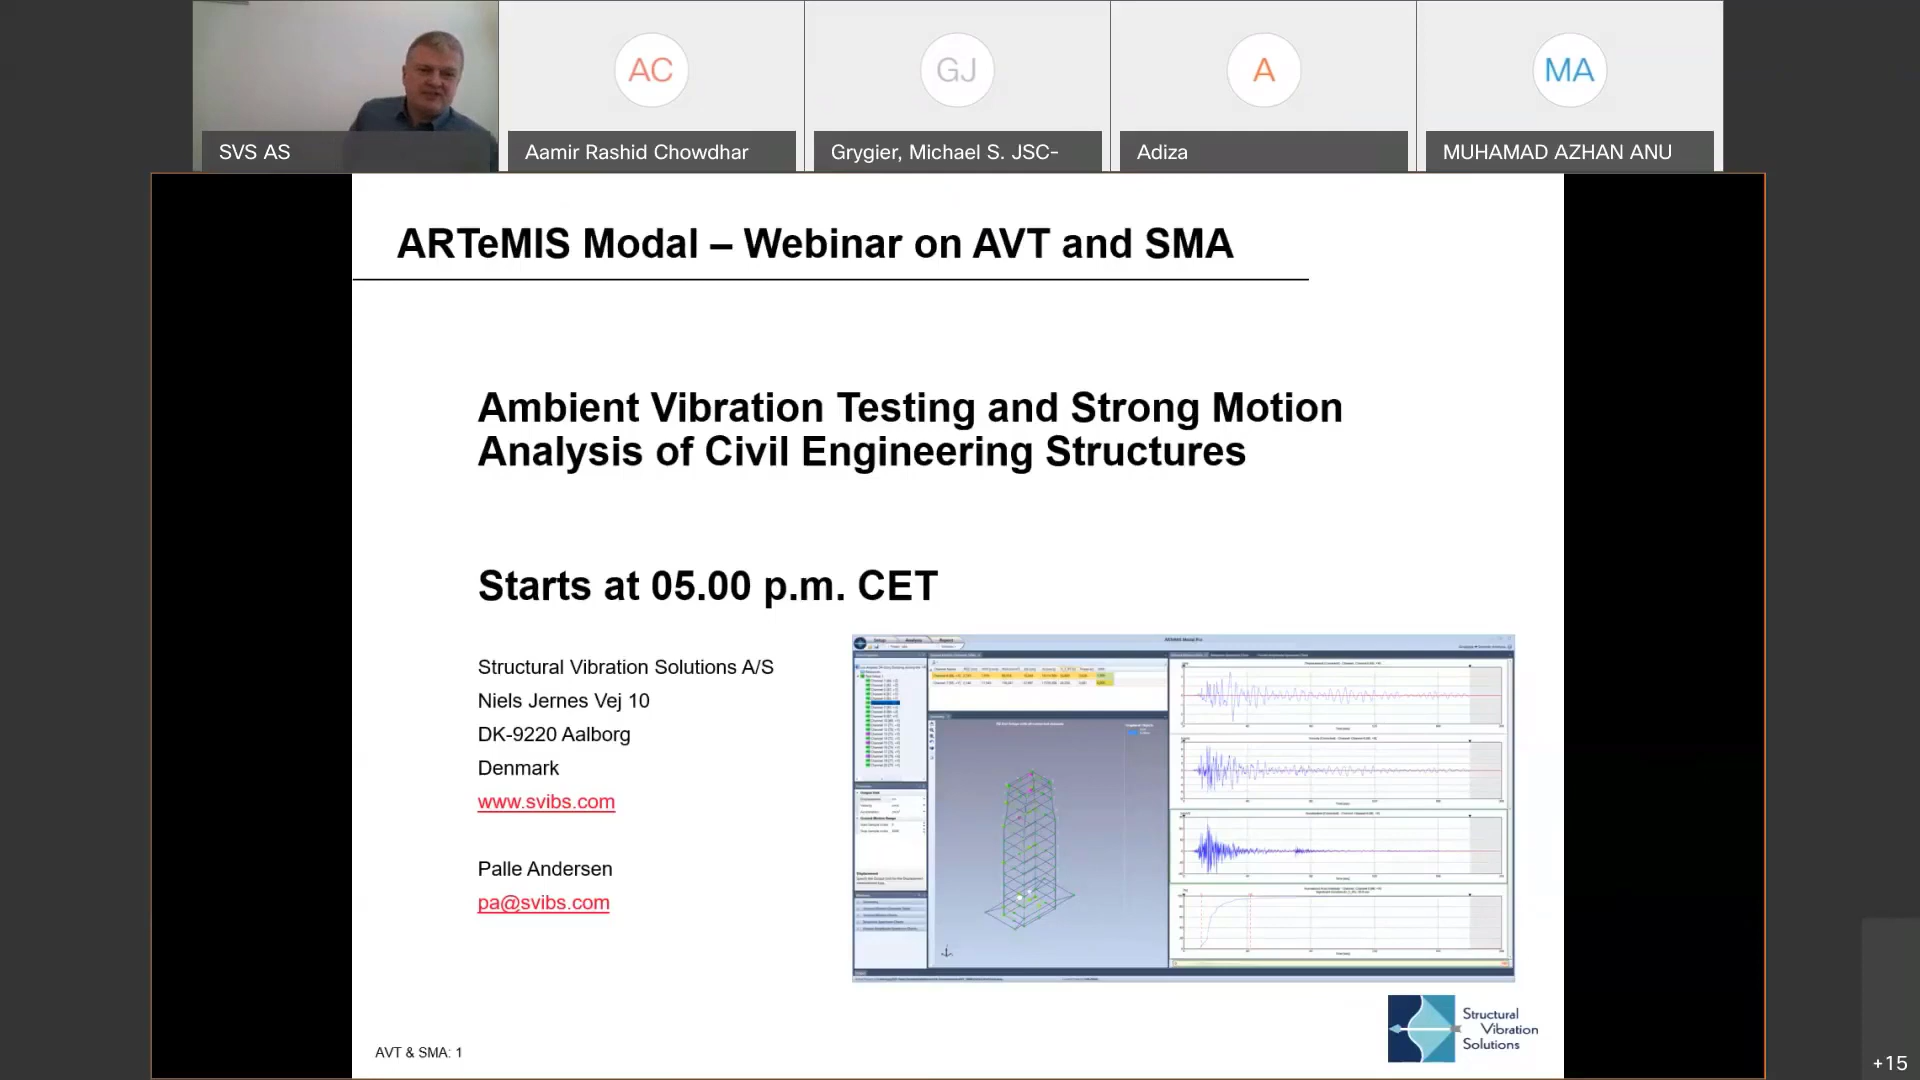 AC
GJ
A
MA
SVS AS
Aamir Rashid Chowdhar
Grygier, Michael S. JSC-
Adiza
MUHAMAD AZHAN ANU
ARTeMIS Modal – Webinar on AVT and SMA
Ambient Vibration Testing and Strong Motion
Analysis of Civil Engineering Structures
Starts at 05.00 p.m. CET
Structural Vibration Solutions A/S
Niels Jernes Vej 10
DK-9220 Aalborg
Denmark
www.svibs.com
Palle Andersen
pa@svibs.com
Structural
Vibration
Solutions
AVT & SMA: 1
+15